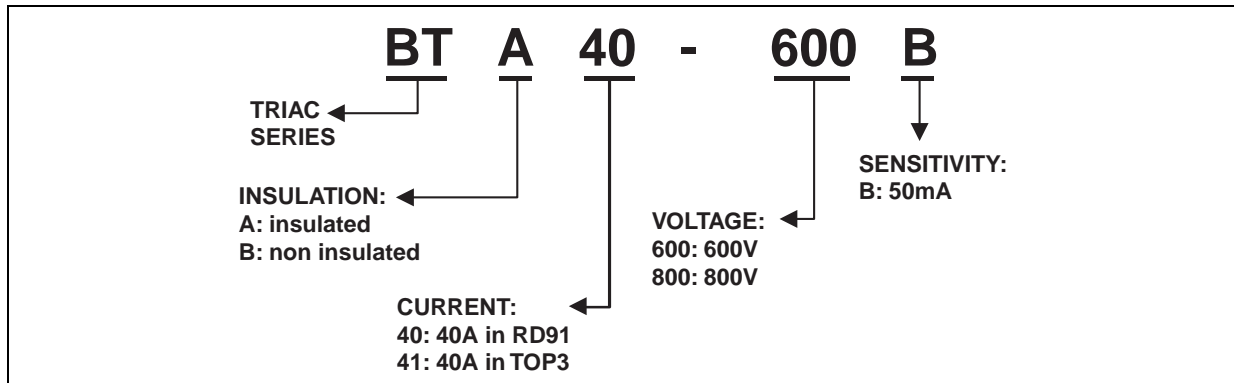 BT A 40 - 600 B
TRIAC
SERIES
INSULATION:
A: insulated
B: non insulated
CURRENT:
40: 40A in RD91
41: 40A in TOP3
VOLTAGE:
600: 600V
800: 800V
SENSITIVITY:
B: 50mA